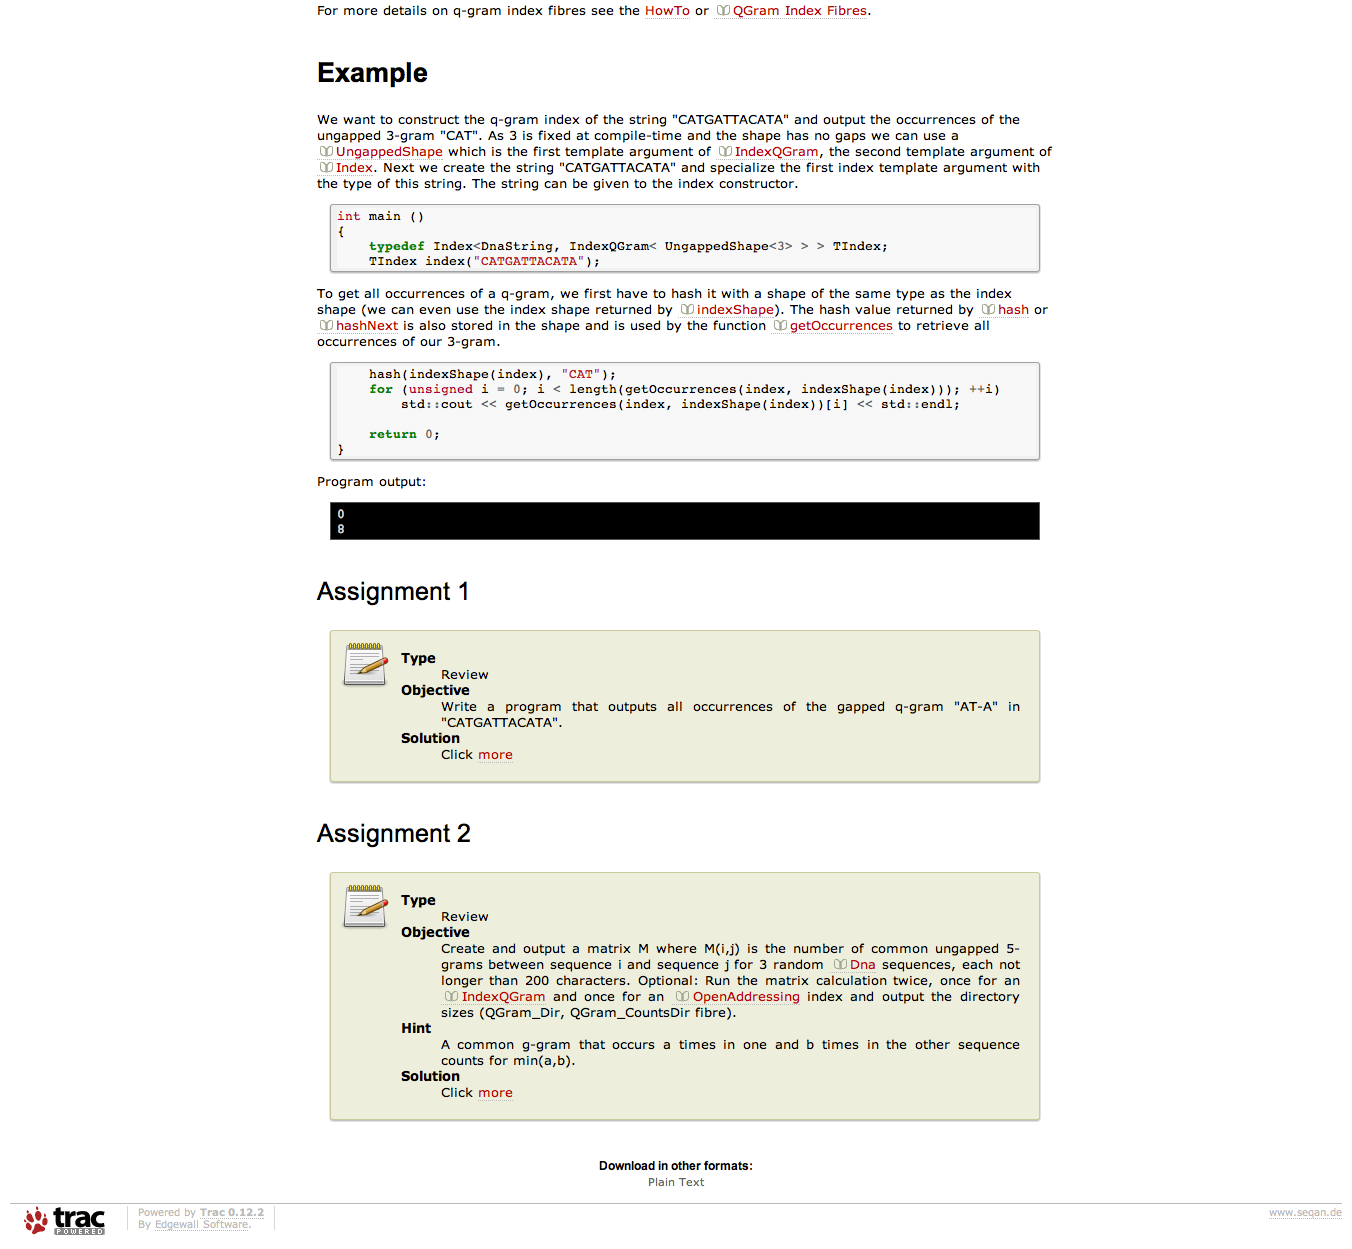 For more details on q-gram index fibres see the HowTo or QGram Index Fibres.
Example
We want to construct the q-gram index of the string "CATGATTACATA" and output the occurrences of the
ungapped 3-gram "CAT". As 3 is fixed at compile-time and the shape has no gaps we can use a
UngappedShape which is the first template argument of IndexQGram, the second template argument of
Index. Next we create the string "CATGATTACATA" and specialize the first index template argument with
the type of this string. The string can be given to the index constructor.
int main ()
{
    typedef Index<DnaString, IndexQGram< UngappedShape<3> > > TIndex;
    TIndex index("CATGATTACATA");
To get all occurrences of a q-gram, we first have to hash it with a shape of the same type as the index
shape (we can even use the index shape returned by indexShape). The hash value returned by hash or
hashNext is also stored in the shape and is used by the function getOccurrences to retrieve all
occurrences of our 3-gram.
    hash(indexShape(index), "CAT");
    for (unsigned i = 0; i < length(getOccurrences(index, indexShape(index))); ++i)
        std::cout << getOccurrences(index, indexShape(index))[i] << std::endl;
    return 0;
}
Program output:
0
8
Assignment 1
Type
Review
Objective
Write a program that outputs all occurrences of the gapped q-gram "AT-A" in
"CATGATTACATA".
Solution
Click more
Assignment 2
Type
Review
Objective
Create and output a matrix M where M(i,j) is the number of common ungapped 5-
grams between sequence i and sequence j for 3 random Dna sequences, each not
longer than 200 characters. Optional: Run the matrix calculation twice, once for an
IndexQGram and once for an OpenAddressing index and output the directory
sizes (QGram_Dir, QGram_CountsDir fibre).
Hint
A common g-gram that occurs a times in one and b times in the other sequence
counts for min(a,b).
Solution
Click more
Download in other formats:
Plain Text
trac
POWERED
Powered by Trac 0.12.2
By Edgewall Software.
www.seqan.de